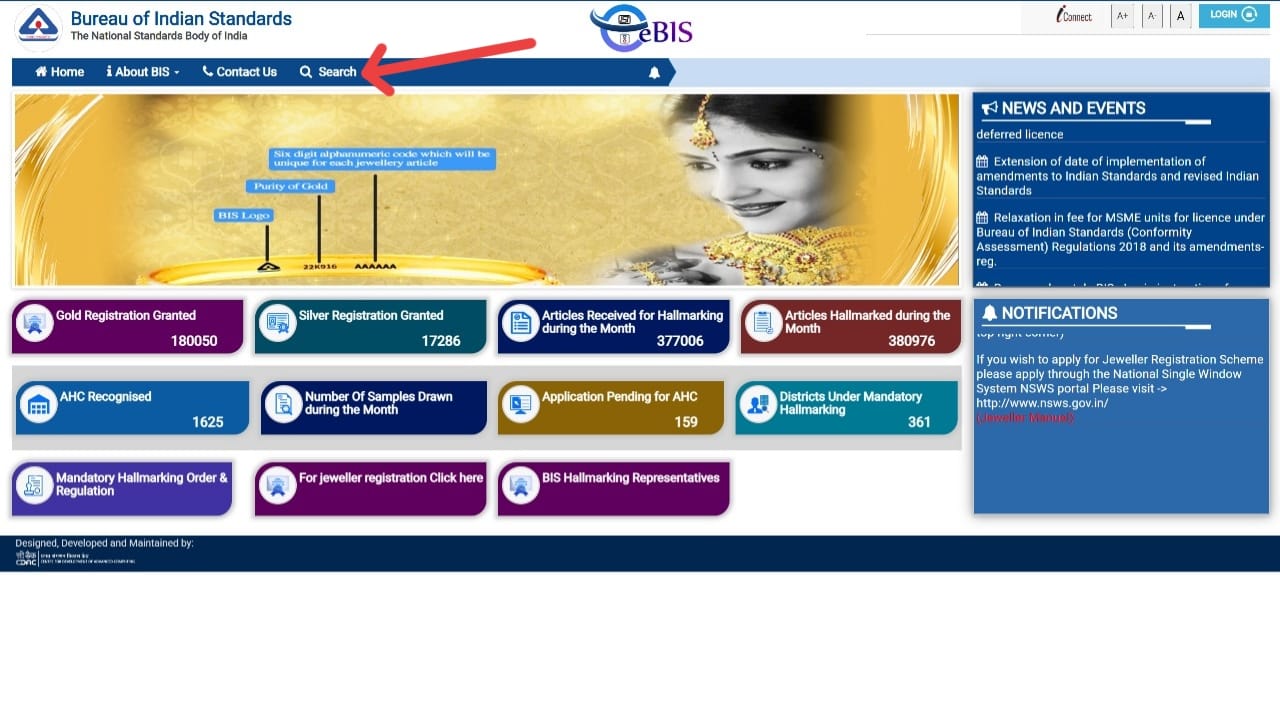 Bureau of Indian Standards
The National Standards Body of India
eBIS
iConnect
A+
A-
A
LOGIN
Home
About BIS
Contact Us
Search
Six digit alphanumeric code which will be
unique for each jewellery article
Purity of Gold
BIS Logo
22K916
AAAAAA
NEWS AND EVENTS
deferred licence
Extension of date of implementation of
amendments to Indian Standards and revised Indian
Standards
Relaxation in fee for MSME units for licence under
Bureau of Indian Standards (Conformity
Assessment) Regulations 2018 and its amendments-
reg.
Gold Registration Granted
180050
Silver Registration Granted
17286
Articles Received for Hallmarking
during the Month
377006
Articles Hallmarked during the
Month
380976
NOTIFICATIONS
top right corner)
If you wish to apply for Jeweller Registration Scheme
please apply through the National Single Window
System NSWS portal Please visit ->
http://www.nsws.gov.in/
(Jeweller Manual)
AHC Recognised
1625
Number Of Samples Drawn
during the Month
Application Pending for AHC
159
Districts Under Mandatory
Hallmarking
361
Mandatory Hallmarking Order &
Regulation
For jeweller registration Click here
BIS Hallmarking Representatives
Designed, Developed and Maintained by:
CDAC
CENTRE FOR DEVELOPMENT OF ADVANCED COMPUTING